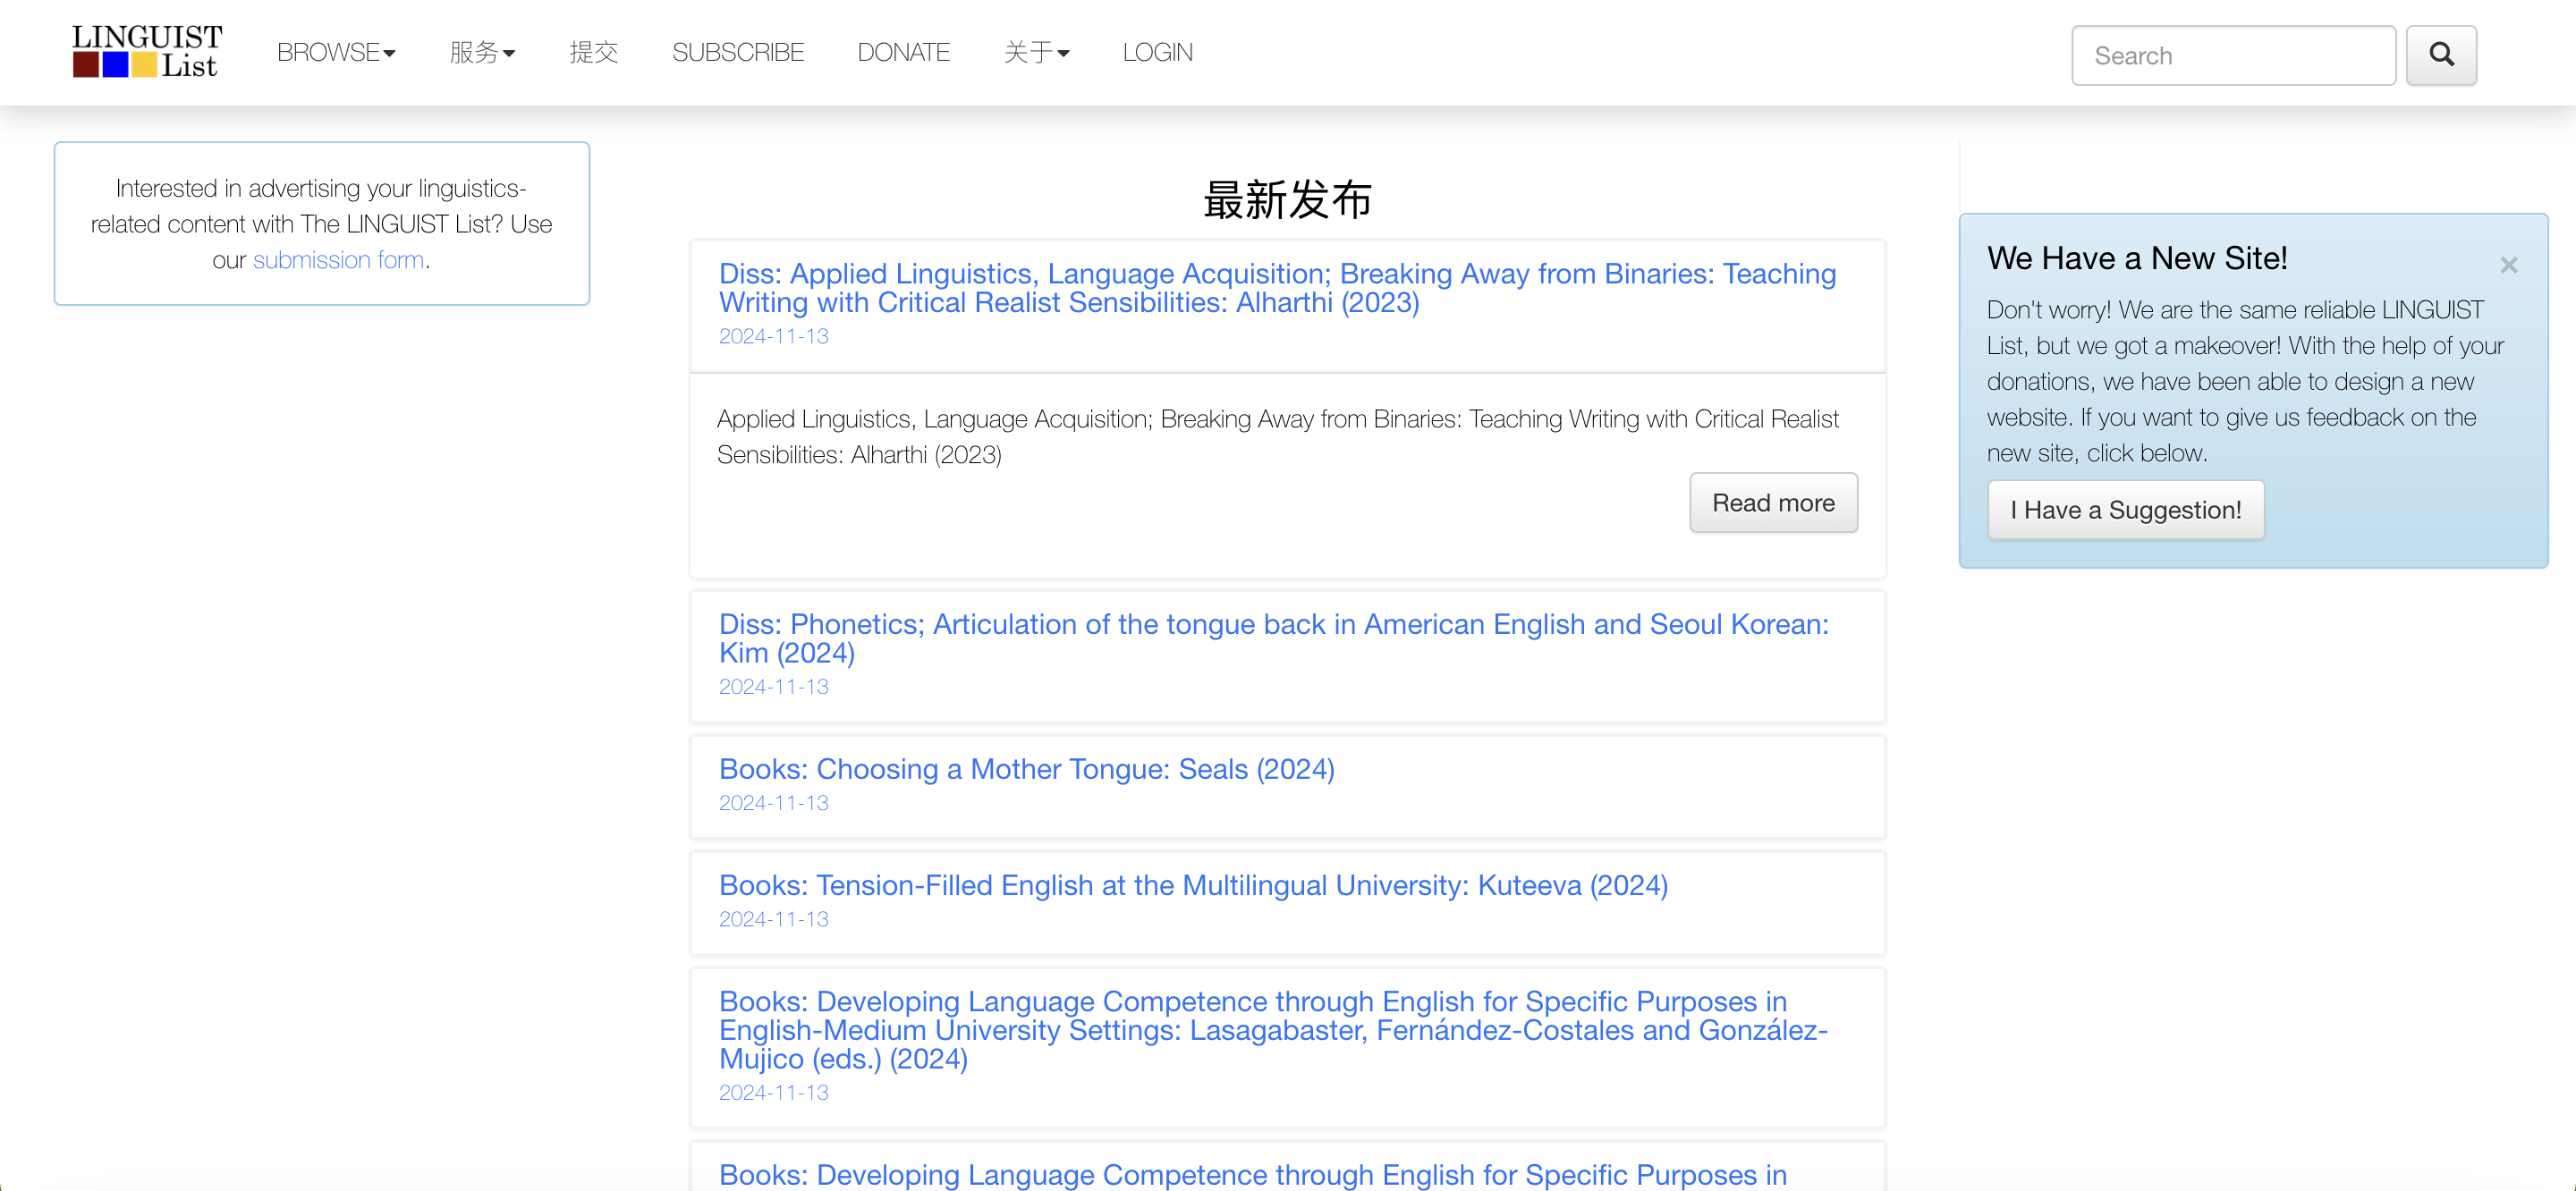 LINGUIST
List
BROWSE
服务
提交
SUBSCRIBE
DONATE
关于
LOGIN
Search
Interested in advertising your linguistics-
related content with The LINGUIST List? Use
our submission form.
最新发布
Diss: Applied Linguistics, Language Acquisition; Breaking Away from Binaries: Teaching
Writing with Critical Realist Sensibilities: Alharthi (2023)
2024-11-13
Applied Linguistics, Language Acquisition; Breaking Away from Binaries: Teaching Writing with Critical Realist
Sensibilities: Alharthi (2023)
Read more
Diss: Phonetics; Articulation of the tongue back in American English and Seoul Korean:
Kim (2024)
2024-11-13
Books: Choosing a Mother Tongue: Seals (2024)
2024-11-13
Books: Tension-Filled English at the Multilingual University: Kuteeva (2024)
2024-11-13
Books: Developing Language Competence through English for Specific Purposes in
English-Medium University Settings: Lasagabaster, Fernández-Costales and González-
Mujico (eds.) (2024)
2024-11-13
Books: Developing Language Competence through English for Specific Purposes in
We Have a New Site!
×
Don't worry! We are the same reliable LINGUIST
List, but we got a makeover! With the help of your
donations, we have been able to design a new
website. If you want to give us feedback on the
new site, click below.
I Have a Suggestion!